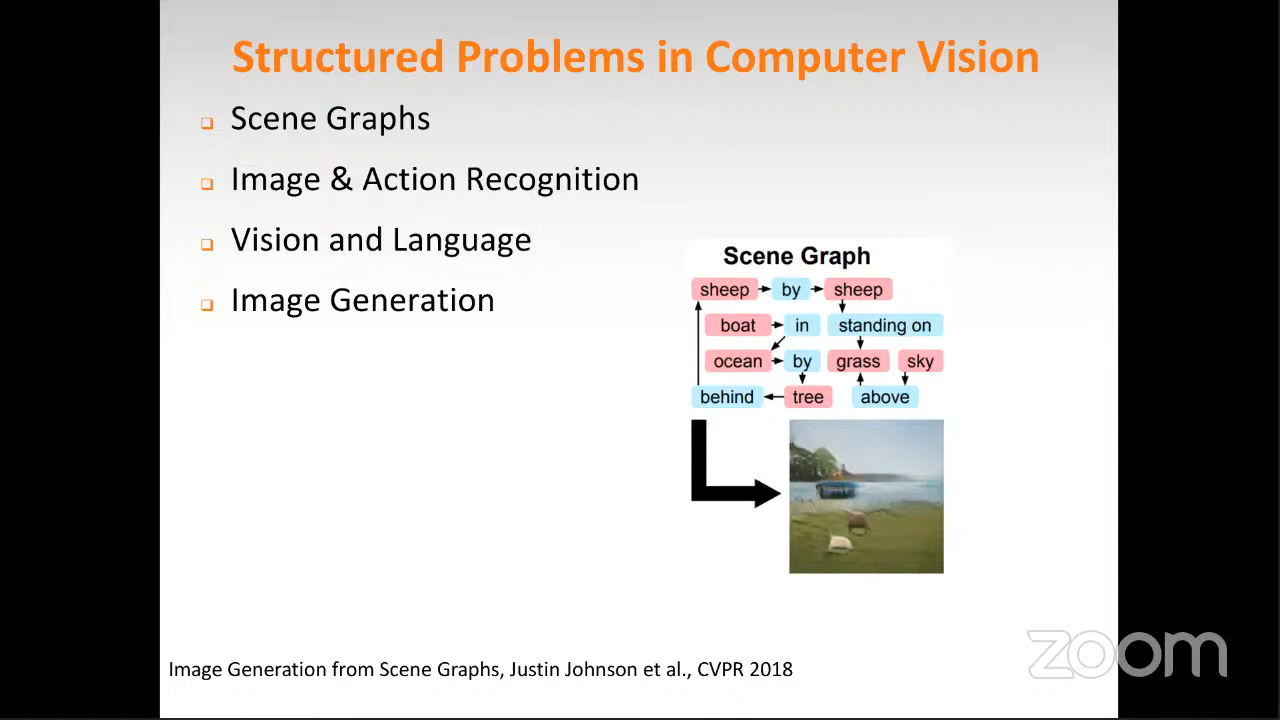 Structured Problems in Computer Vision
Scene Graphs
Image & Action Recognition
Vision and Language
Image Generation
Scene Graph
sheep by sheep
boat in standing on
ocean by grass sky
behind tree above
Image Generation from Scene Graphs, Justin Johnson et al., CVPR 2018
zoom